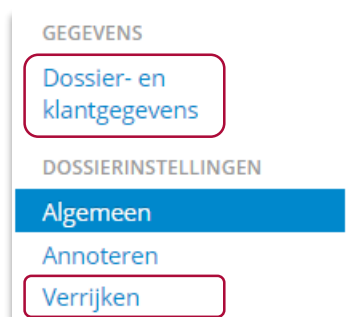 GEGEVENS
Dossier- en
klantgegevens
DOSSIERINSTELLINGEN
Algemeen
Annoteren
Verrijken